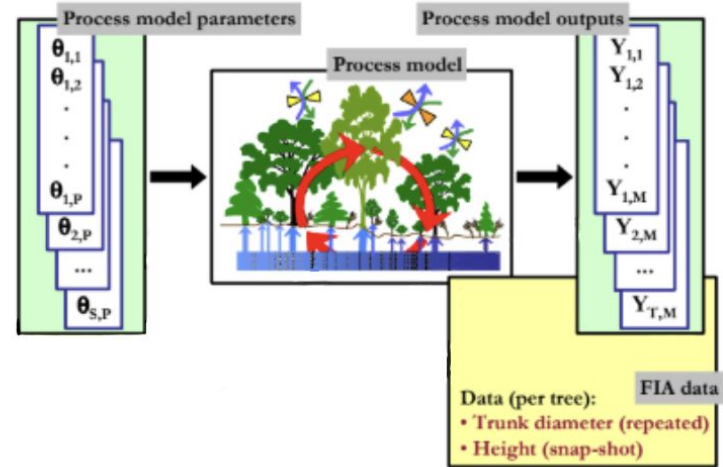 Process model parameters
θ1,1
θ1,2
.
.
.
θ1,P
θ2,P
...
θS,P
Process model
Process model outputs
Y1,1
Y1,2
.
.
.
Y1,M
Y2,M
...
YT,M
FIA data
Data (per tree):
• Trunk diameter (repeated)
• Height (snap-shot)